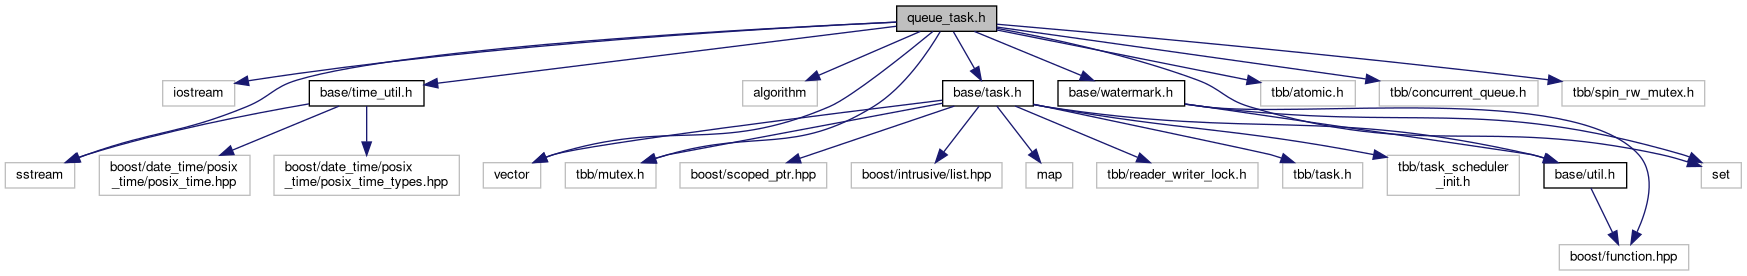 queue_task.h
iostream
base/time_util.h
algorithm
base/task.h
base/watermark.h
tbb/atomic.h
tbb/concurrent_queue.h
tbb/spin_rw_mutex.h
sstream
boost/date_time/posix
_time/posix_time.hpp
boost/date_time/posix
_time/posix_time_types.hpp
vector
tbb/mutex.h
boost/scoped_ptr.hpp
boost/intrusive/list.hpp
map
tbb/reader_writer_lock.h
tbb/task.h
tbb/task_scheduler
_init.h
base/util.h
set
boost/function.hpp